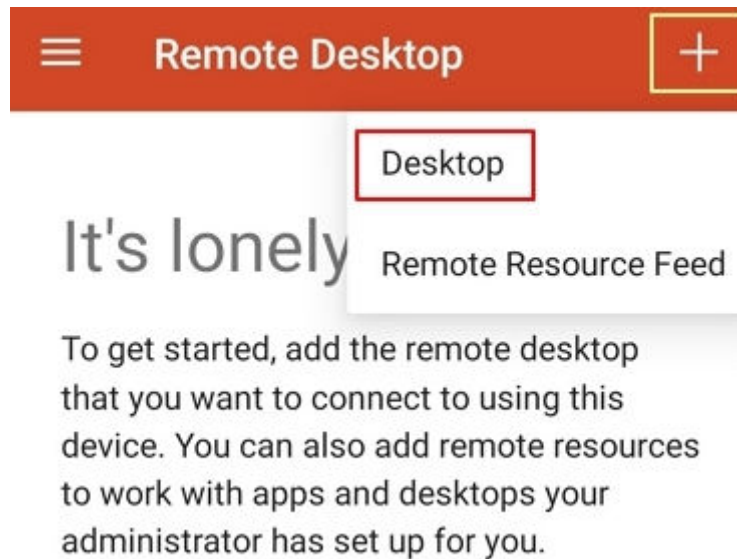 Remote Desktop
Desktop
It's lonely
Remote Resource Feed
To get started, add the remote desktop
that you want to connect to using this
device. You can also add remote resources
to work with apps and desktops your
administrator has set up for you.